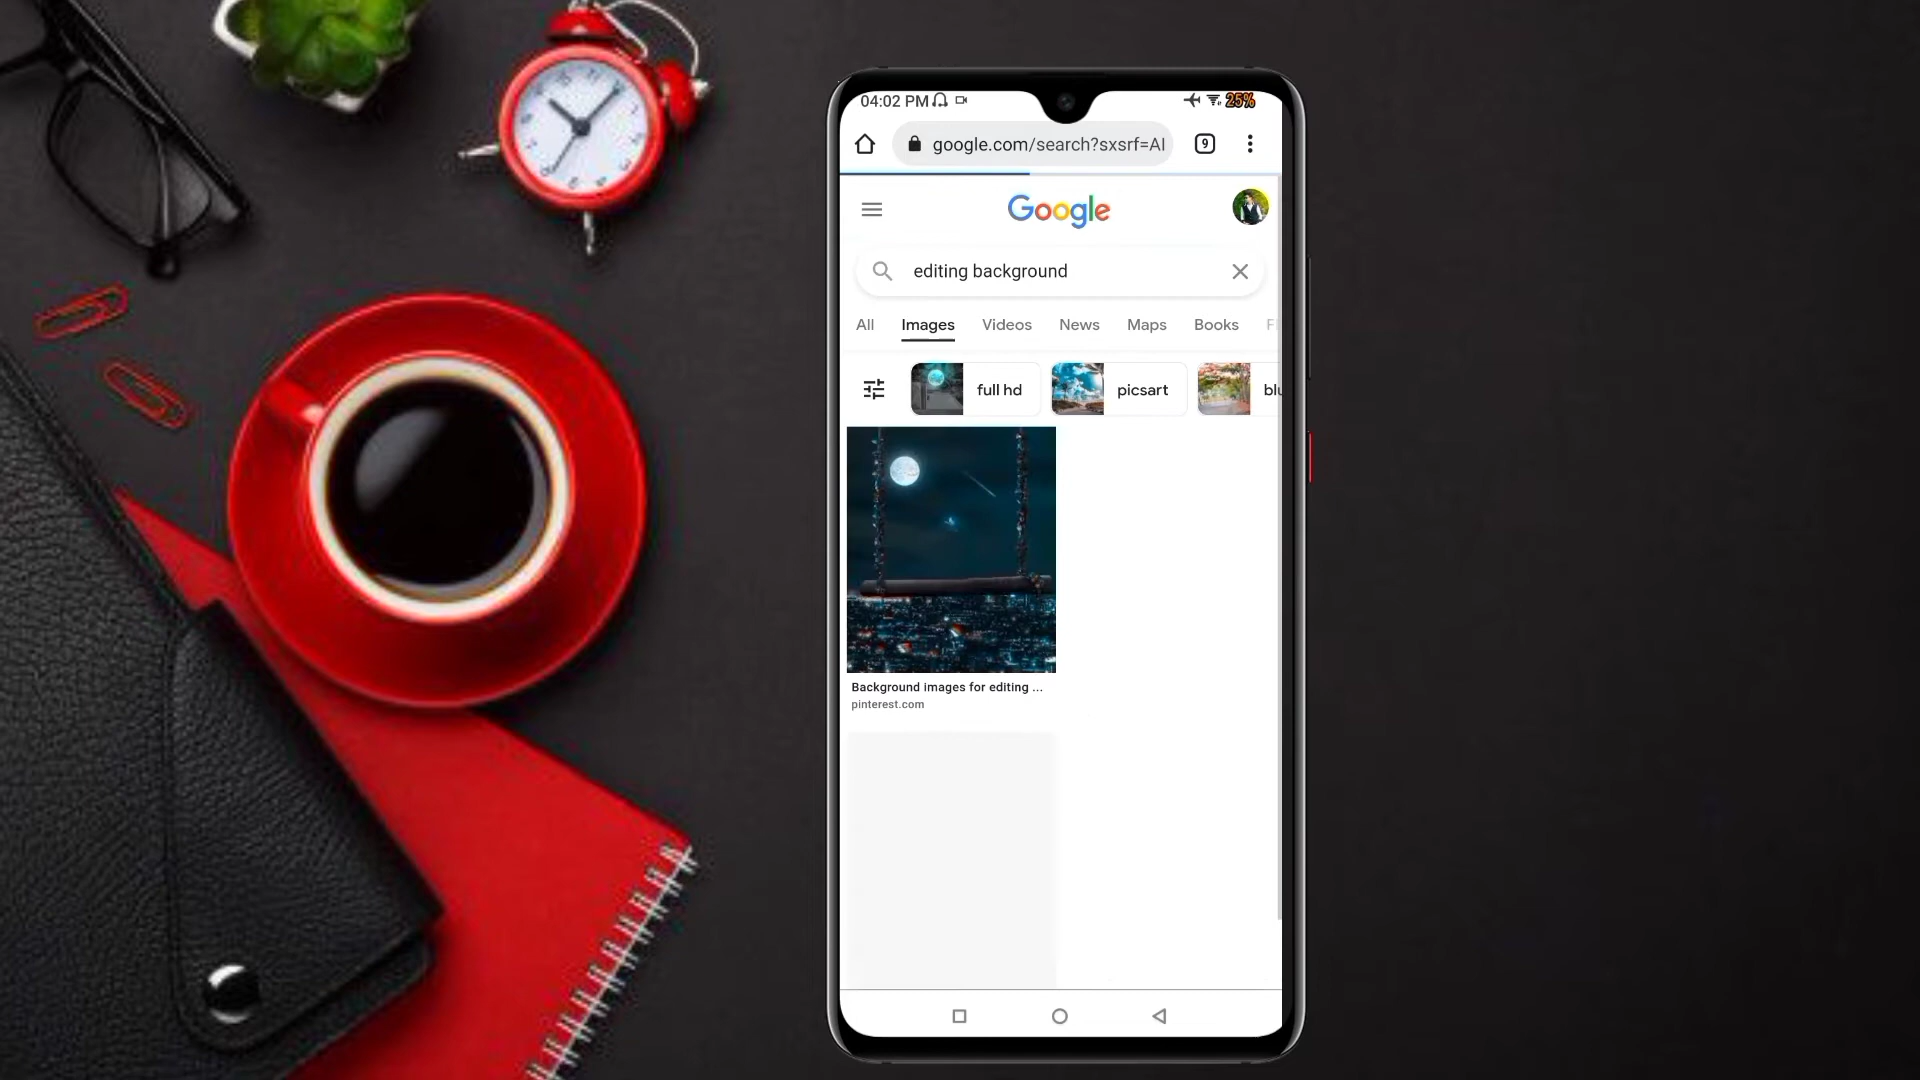 04:02 PM 25%
google.com/search?sxsrf=AI
9
Google
editing background
All Images Videos News Maps Books
full hd picsart
Background images for editing ...
pinterest.com